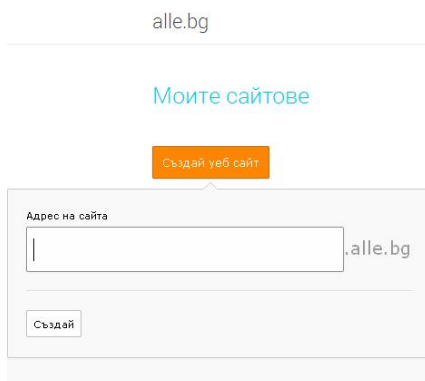 alle.bg
Моите сайтове
Създай уеб сайт
Адрес на сайта
.alle.bg
Създай